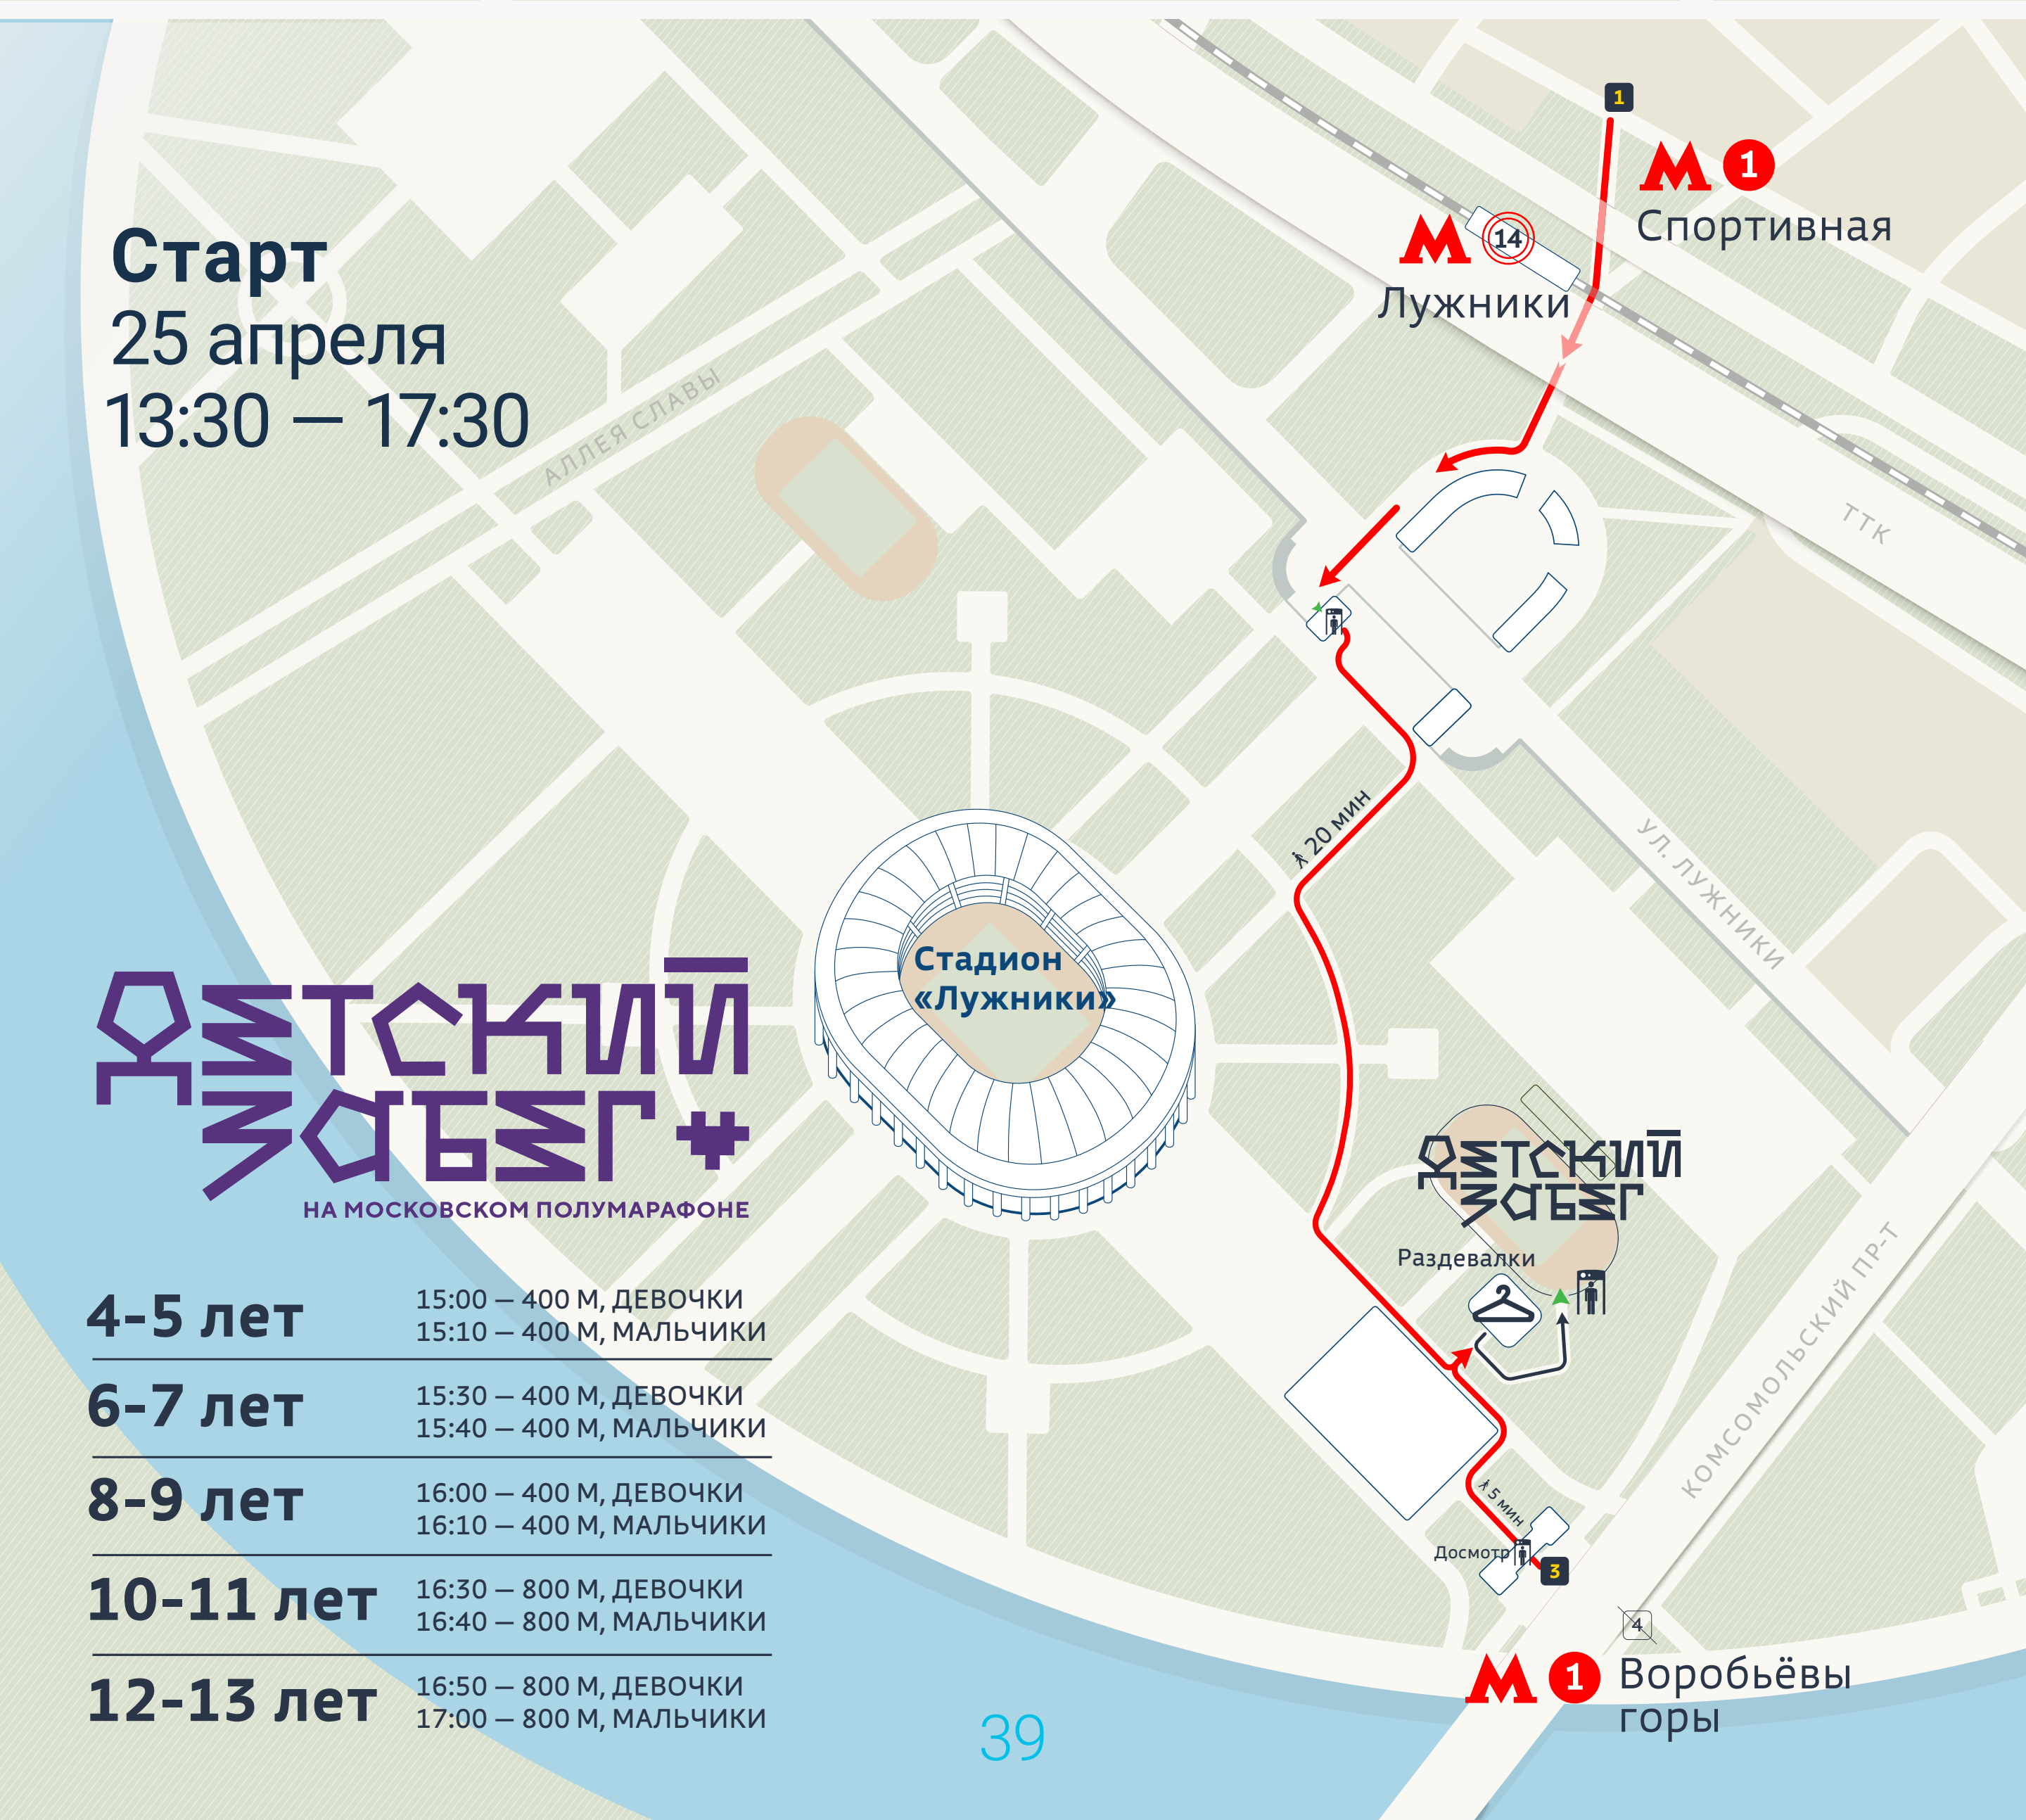 Старт
25 апреля
13:30 — 17:30
1
М 1
Спортивная
М 14
Лужники
АЛЛЕЯ СЛАВЫ
ТТК
УЛ. ЛУЖНИКИ
20 мин
Стадион
«Лужники»
ДЕТСКИЙ
ЗАБЕГ
НА МОСКОВСКОМ ПОЛУМАРАФОНЕ
ДЕТСКИЙ
ЗАБЕГ
Раздевалки
КОМСОМОЛЬСКИЙ ПР-Т
4-5 лет
15:00 — 400 М, ДЕВОЧКИ
15:10 — 400 М, МАЛЬЧИКИ
6-7 лет
15:30 — 400 М, ДЕВОЧКИ
15:40 — 400 М, МАЛЬЧИКИ
8-9 лет
16:00 — 400 М, ДЕВОЧКИ
16:10 — 400 М, МАЛЬЧИКИ
10-11 лет
16:30 — 800 М, ДЕВОЧКИ
16:40 — 800 М, МАЛЬЧИКИ
12-13 лет
16:50 — 800 М, ДЕВОЧКИ
17:00 — 800 М, МАЛЬЧИКИ
5 мин
Досмотр
3
4
М 1 Воробьёвы
горы
39